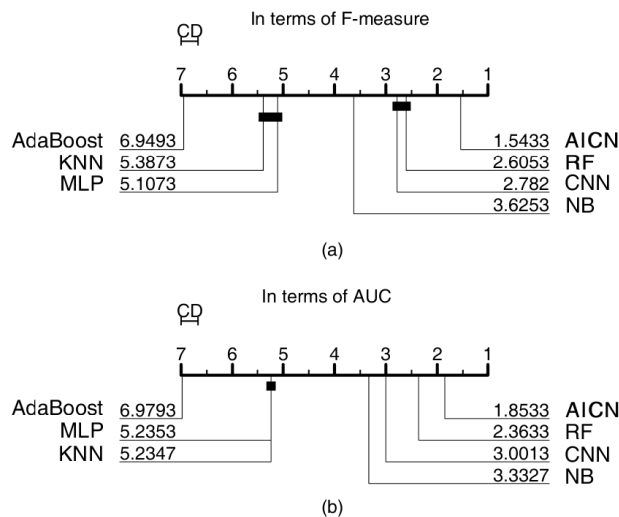 In terms of F-measure
CD
7 6 5 4 3 2 1
AdaBoost 6.9493 1.5433 AICN
KNN 5.3873 2.6053 RF
MLP 5.1073 2.782 CNN
3.6253 NB
(a)
In terms of AUC
CD
7 6 5 4 3 2 1
AdaBoost 6.9793 1.8533 AICN
MLP 5.2353 2.3633 RF
KNN 5.2347 3.0013 CNN
3.3327 NB
(b)